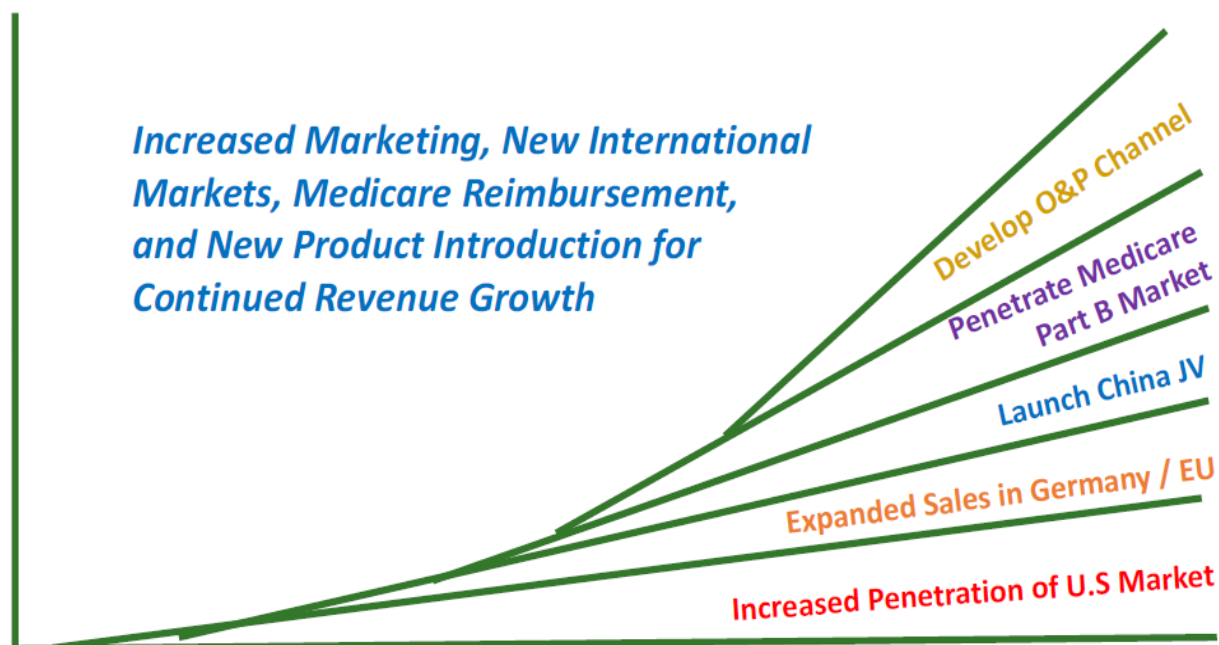 Increased Marketing, New International
Markets, Medicare Reimbursement,
and New Product Introduction for
Continued Revenue Growth
Develop O&P Channel
Penetrate Medicare
Part B Market
Launch China JV
Expanded Sales in Germany / EU
Increased Penetration of U.S Market